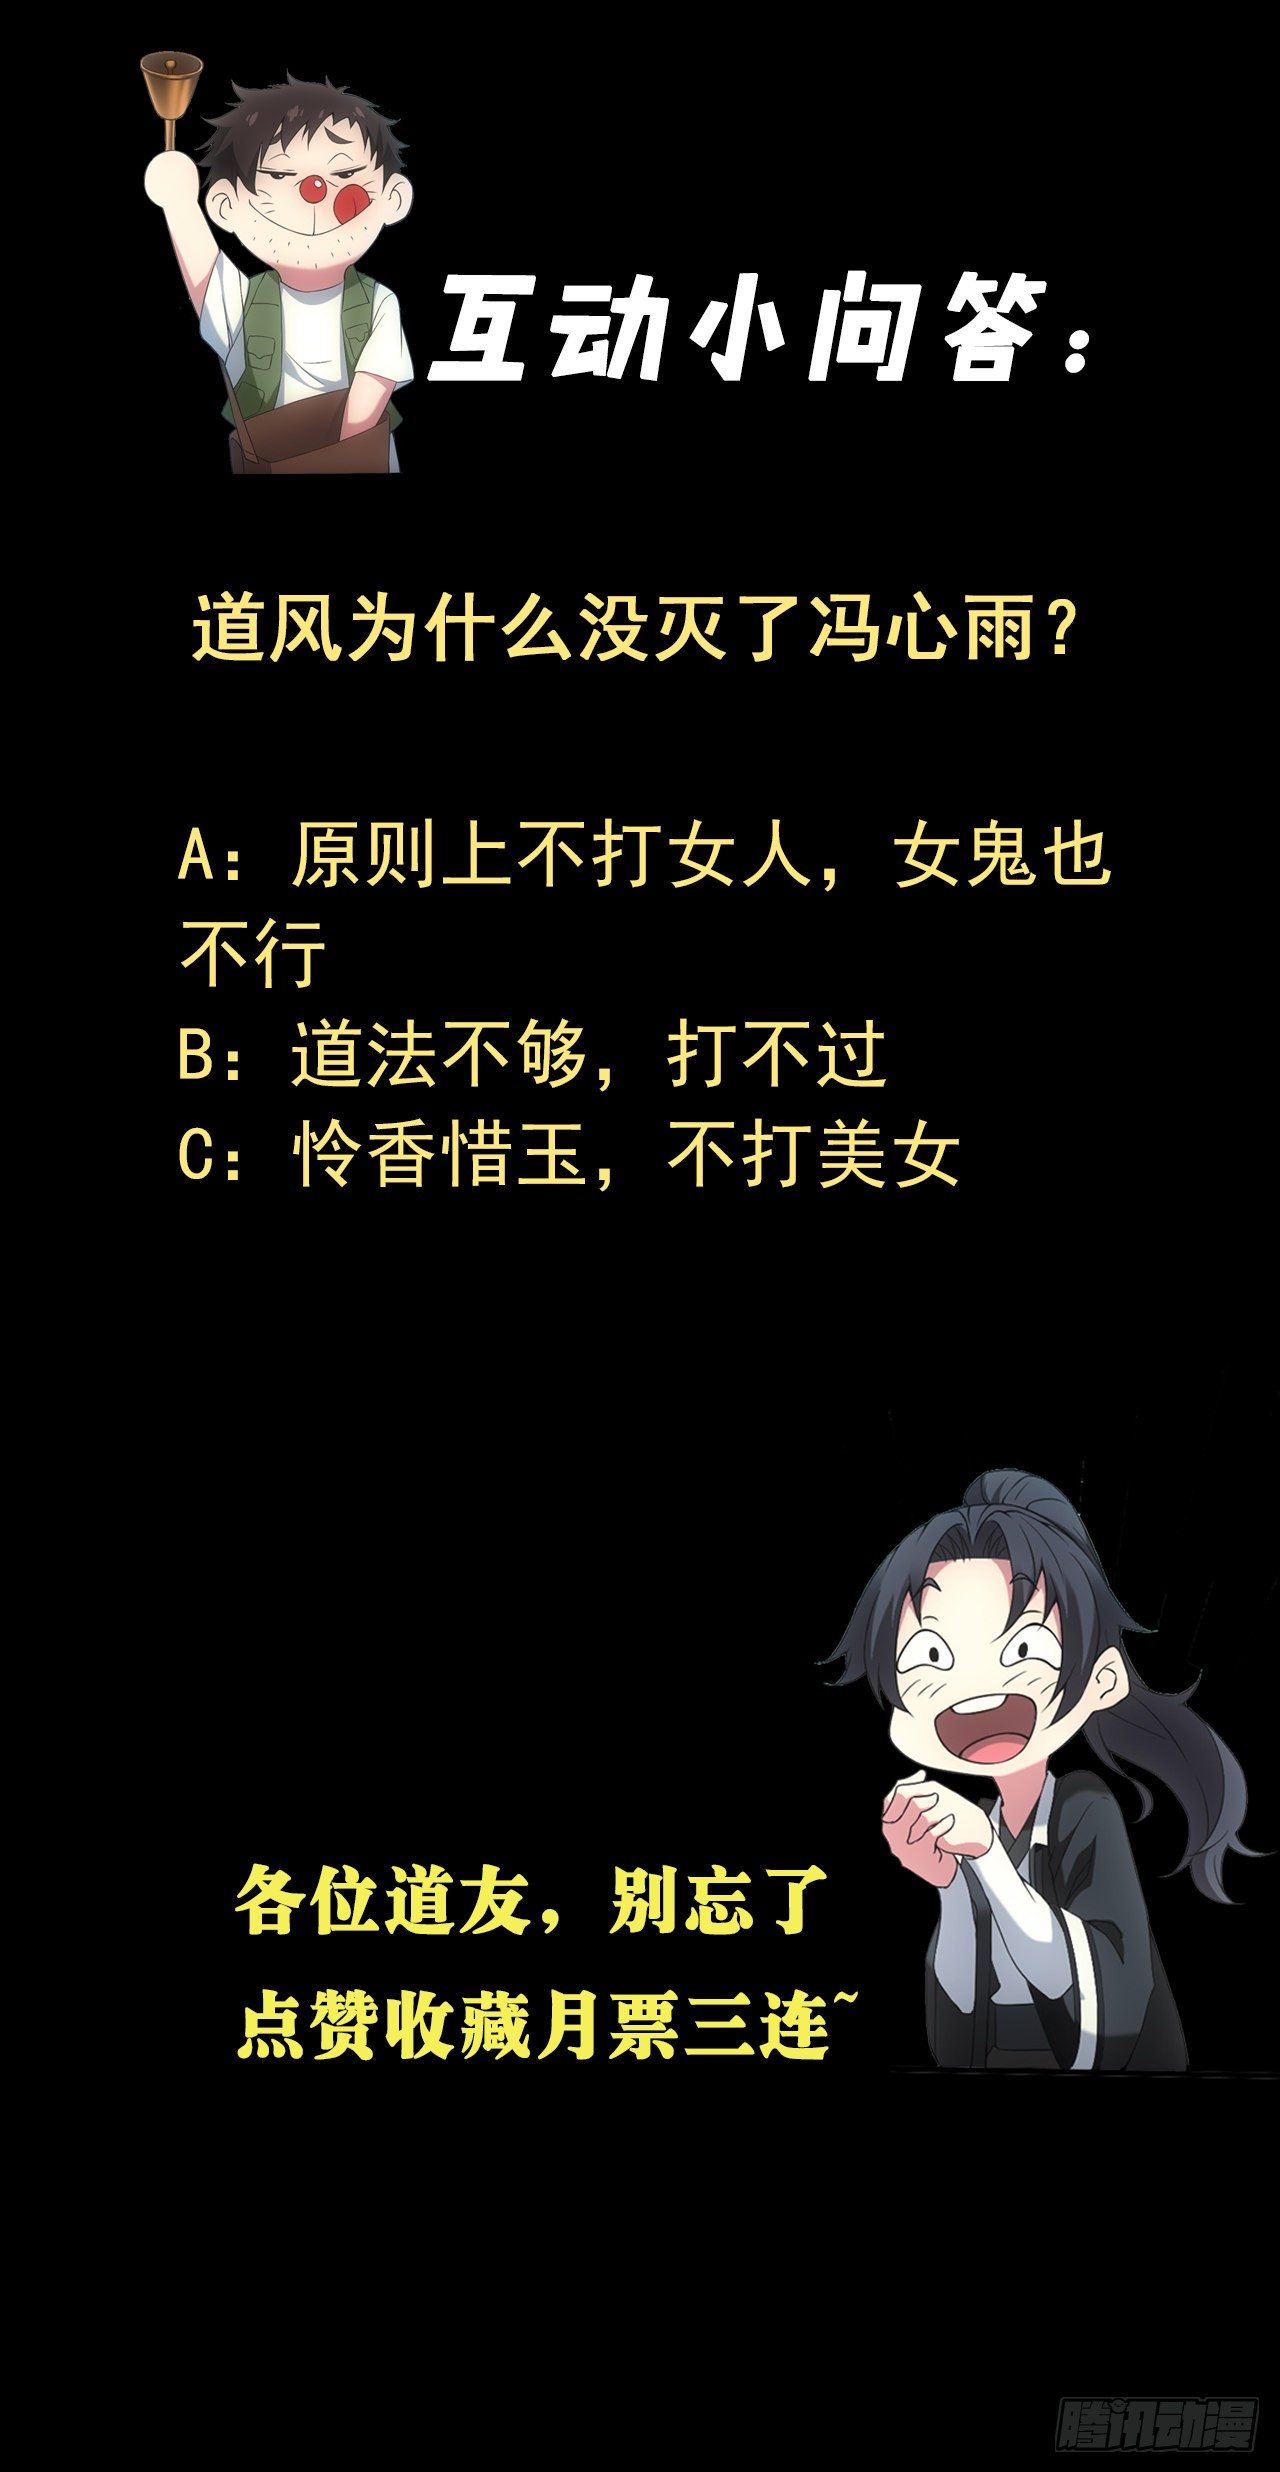 互动小问答：
道风为什么没灭了冯心雨？
A：原则上不打女人，女鬼也
不行
B：道法不够，打不过
C：怜香惜玉，不打美女
各位道友，别忘了
点赞收藏月票三连~
腾讯动漫